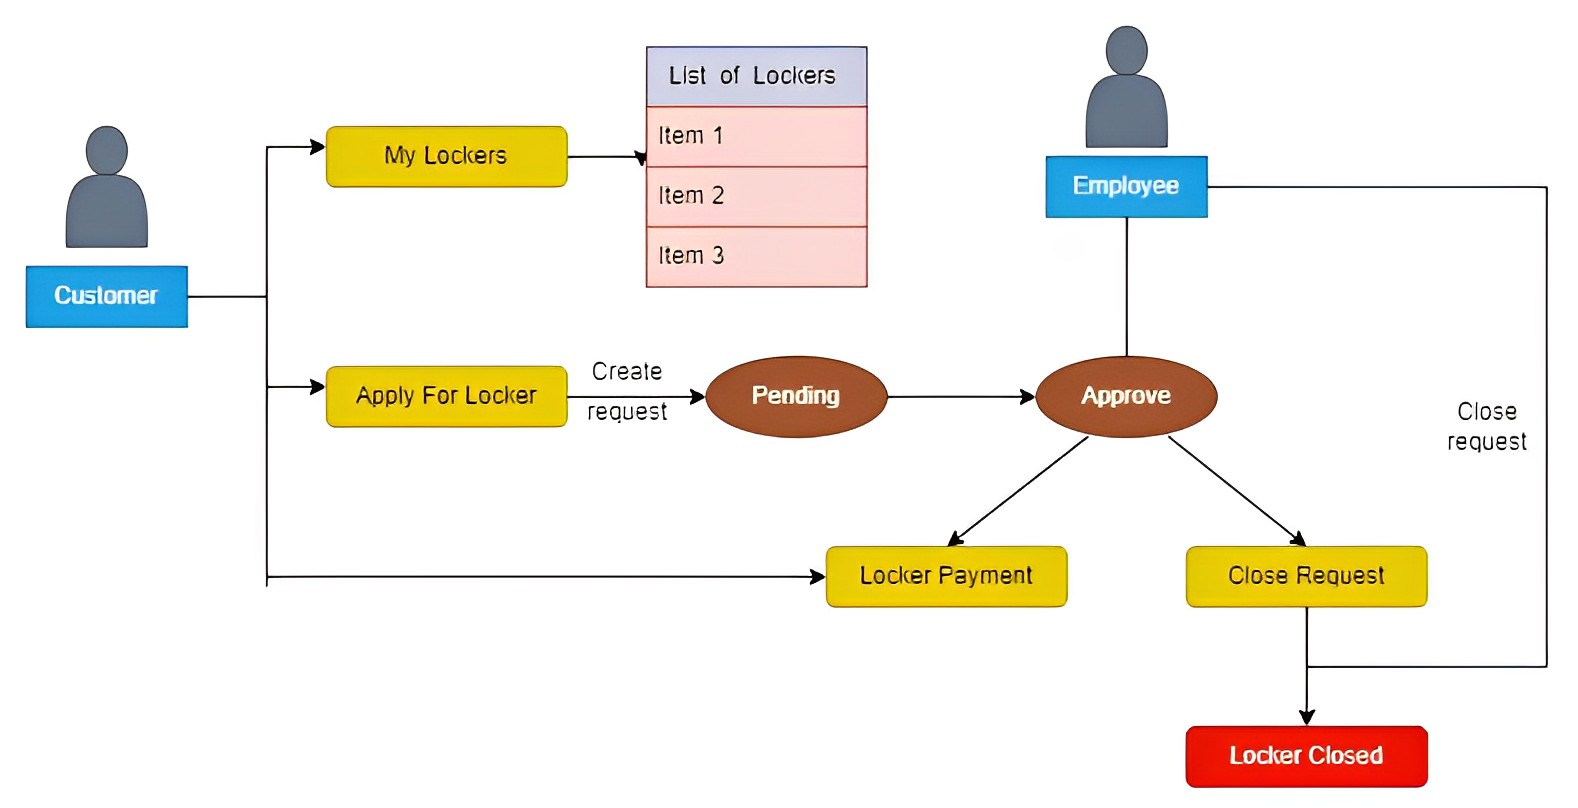 List of Lockers
Item 1
Item 2
Item 3
My Lockers
Employee
Customer
Apply For Locker
Create
request
Pending
Approve
Close
request
Locker Payment
Close Request
Locker Closed